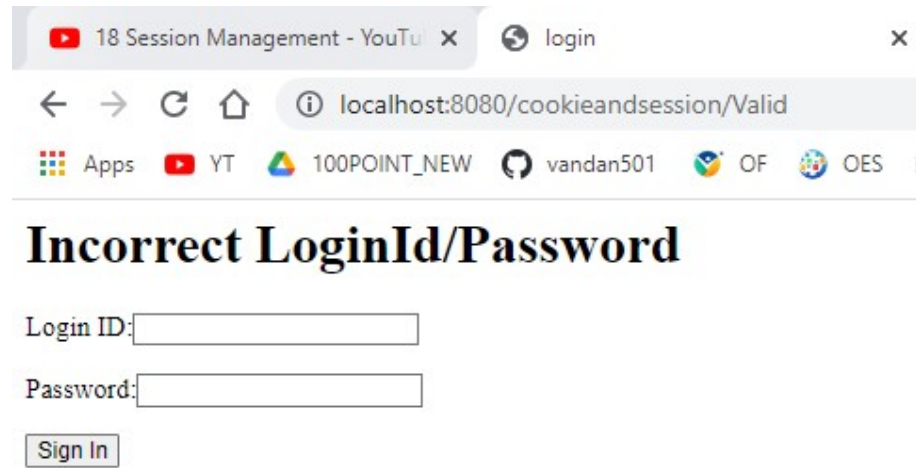 18 Session Management - YouTu
login
localhost:8080/cookieandsession/Valid
Apps YT 100POINT_NEW vandan501 OF OES
Incorrect LoginId/Password
Login ID:
Password:
Sign In